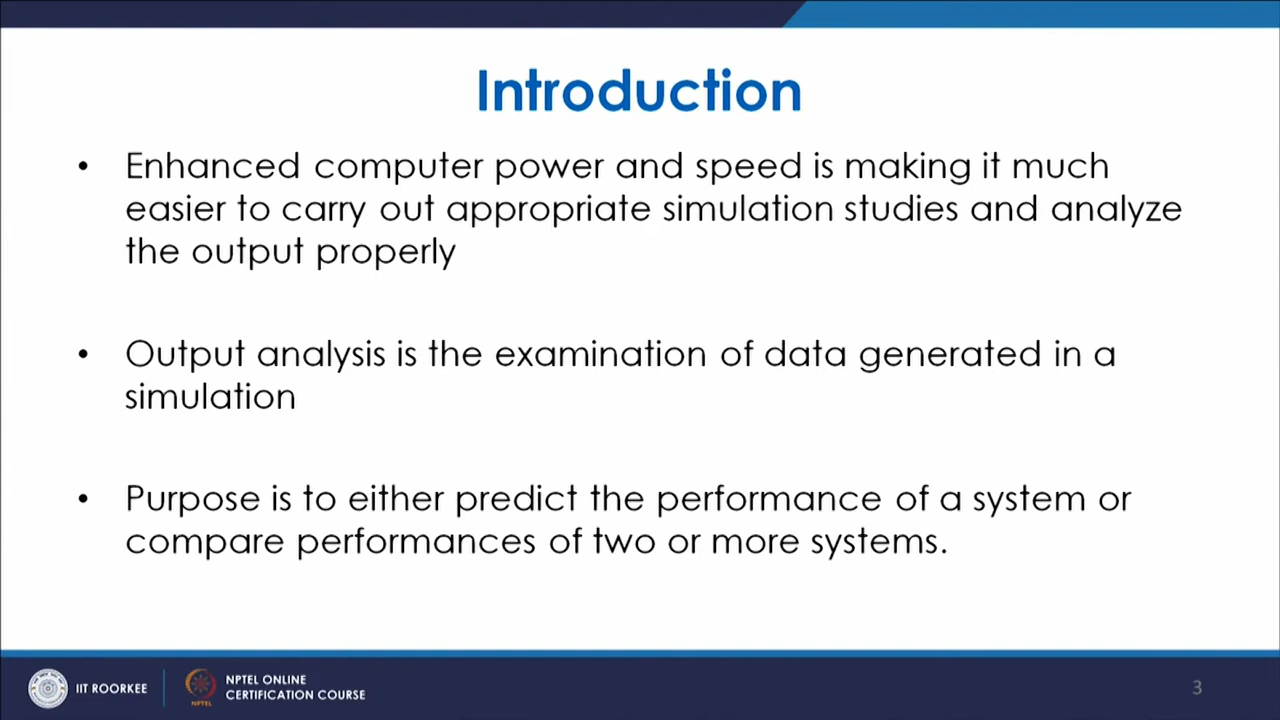 Introduction
• Enhanced computer power and speed is making it much
easier to carry out appropriate simulation studies and analyze
the output properly
• Output analysis is the examination of data generated in a
simulation
• Purpose is to either predict the performance of a system or
compare performances of two or more systems.
IIT ROORKEE
NPTEL
NPTEL ONLINE
CERTIFICATION COURSE
3